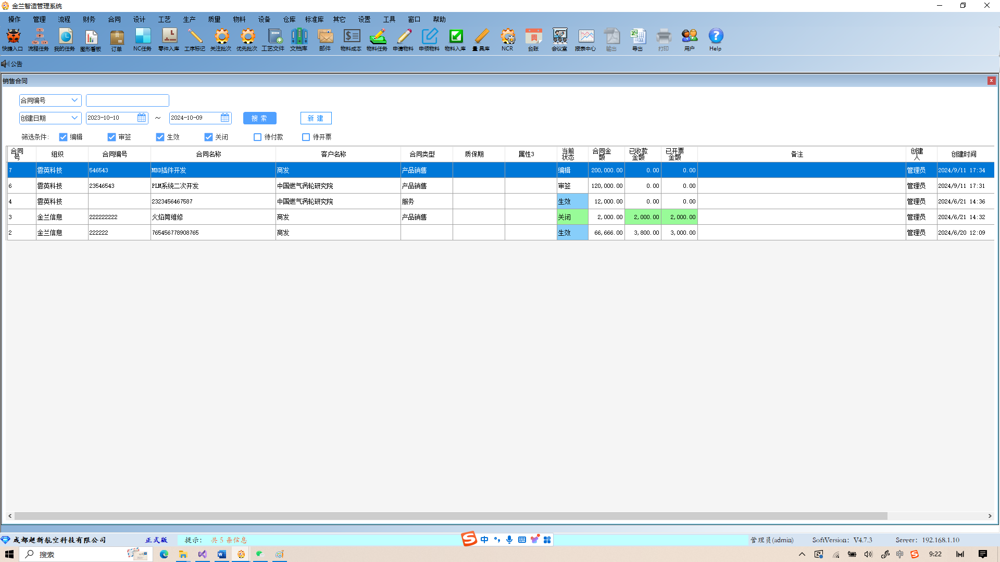 金兰智造管理系统
操作 管理 流程 财务 合同 设计 工艺 生产 质量 物料 设备 仓库 标准库 其它 设置 工具 窗口 帮助
快捷入口 流程任务 我的任务 图形看板 订单 NC任务 零件入库 工序标记 关注批次 优先批次 工艺文件 文档库 邮件 物料成本 物料任务 申请物料 申领物料 物料入库 量具库 NCR 台账 会议室 报表中心 输出 导出 打印 用户 Help
公告
销售合同
合同编号
创建日期 2023-10-10 ~ 2024-10-09 搜 索 新 建
筛选条件: 编辑 审签 生效 关闭 待付款 待开票
合同号 组织 合同编号 合同名称 客户名称 合同类型 质保期 属性3 当前状态 合同金额 已收款金额 已开票金额 备注 创建人 创建时间
7 雲英科技 546543 MBD插件开发 商发 产品销售 编辑 200,000.00 0.00 0.00 管理员 2024/9/11 17:34
6 雲英科技 23546543 PLM系统二次开发 中国燃气涡轮研究院 产品销售 审签 120,000.00 0.00 0.00 管理员 2024/9/11 17:31
4 雲英科技 2323456467587 中国燃气涡轮研究院 服务 生效 12,000.00 0.00 0.00 管理员 2024/6/21 14:36
3 金兰信息 222222222 火焰筒维修 商发 产品销售 关闭 2,000.00 2,000.00 2,000.00 管理员 2024/6/21 14:32
2 金兰信息 222222 765456778908765 商发 生效 66,666.00 3,800.00 3,000.00 管理员 2024/6/20 12:09
成都超新航空科技有限公司 正式版 提示: 共 5 条信息 中 管理员(admin) SoftVersion: V4.7.3 Server: 192.168.1.10
搜索 中 9:22